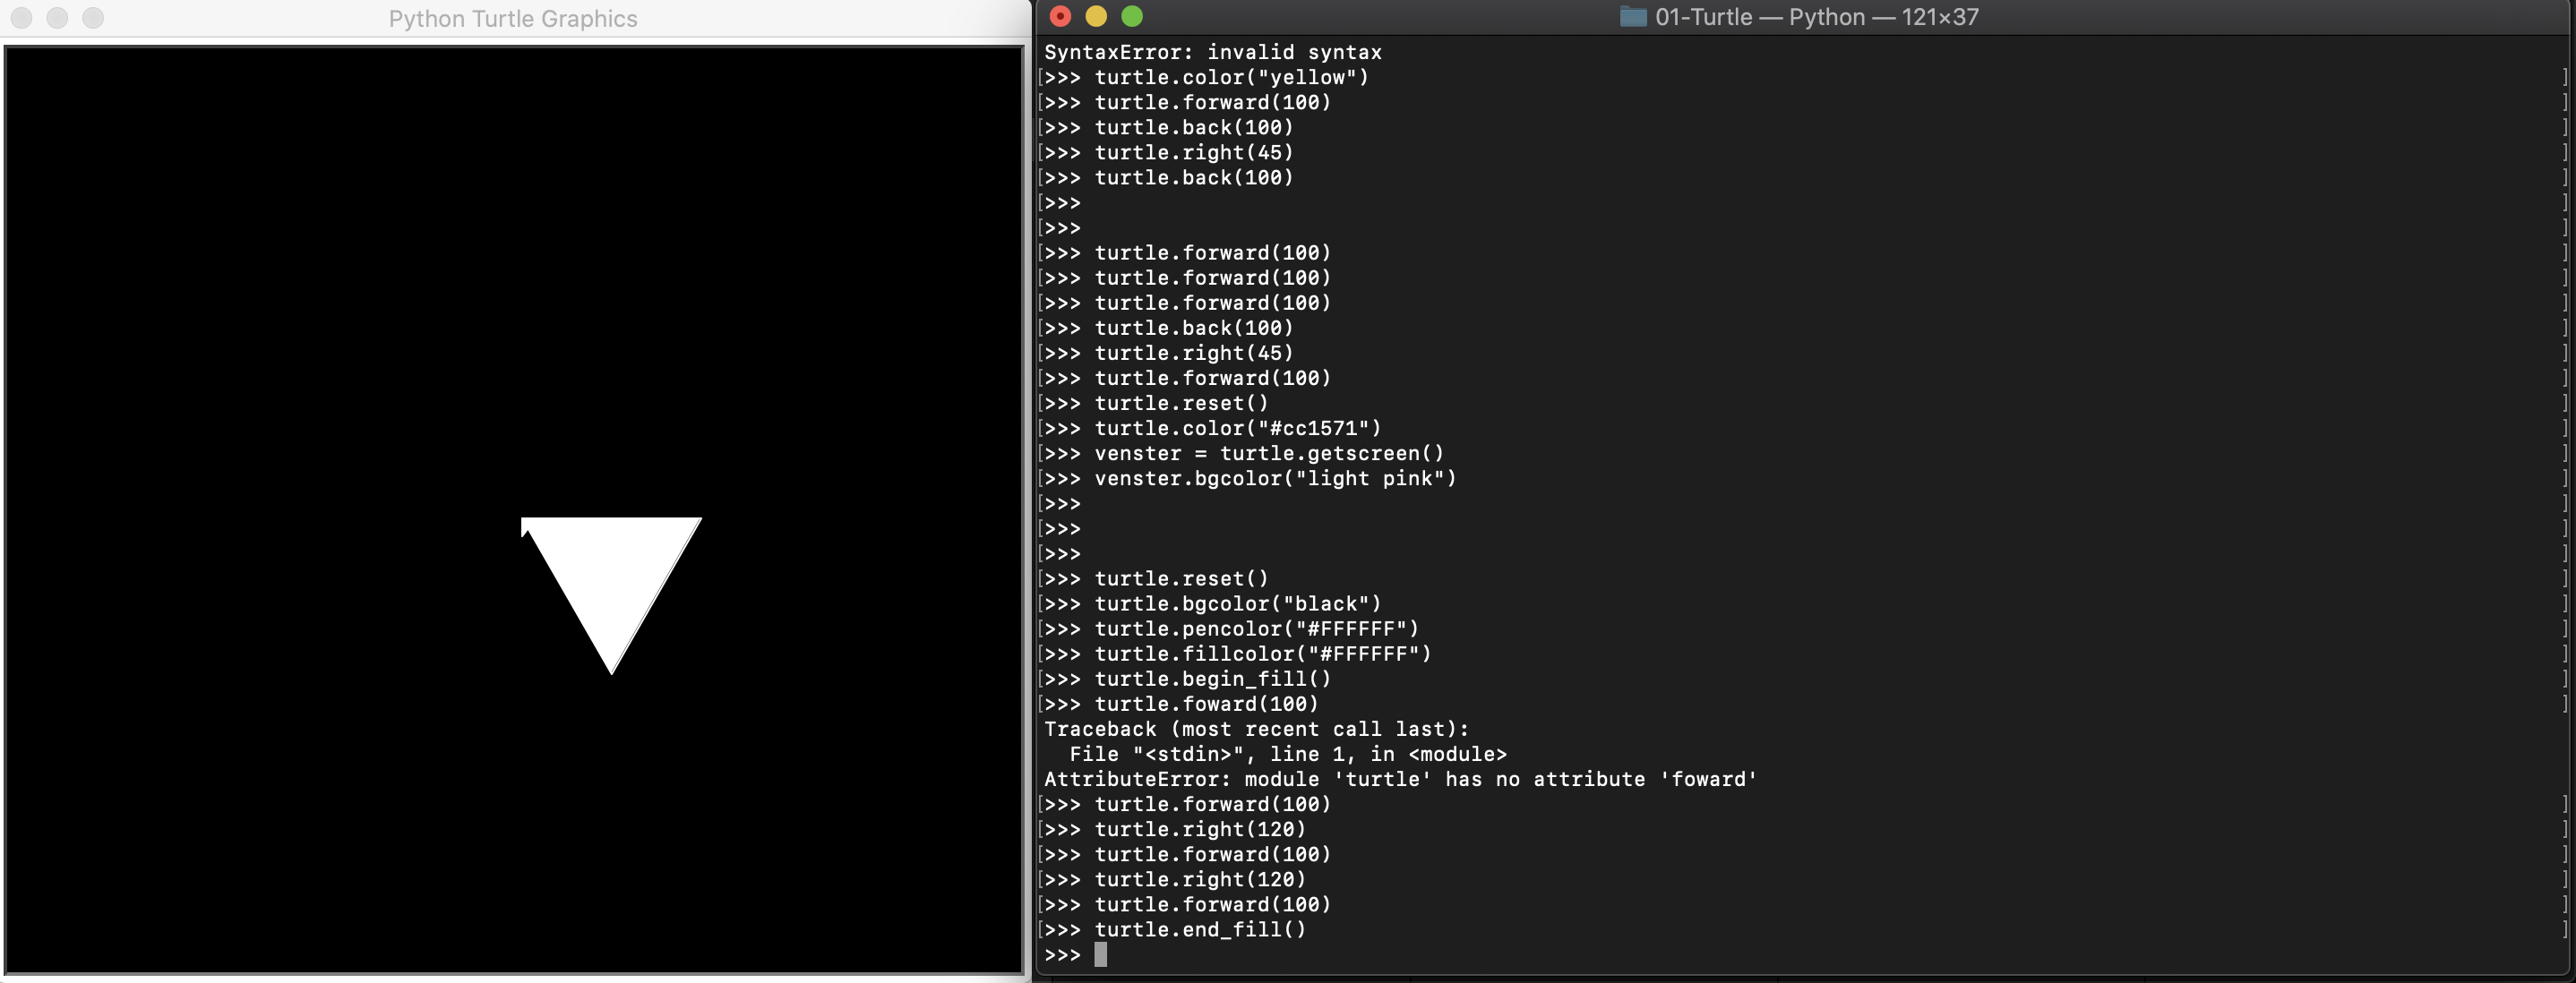 Python Turtle Graphics
01-Turtle — Python — 121×37
SyntaxError: invalid syntax
[>>> turtle.color("yellow") ]
[>>> turtle.forward(100) ]
[>>> turtle.back(100) ]
[>>> turtle.right(45) ]
[>>> turtle.back(100) ]
[>>> ]
[>>> ]
[>>> turtle.forward(100) ]
[>>> turtle.forward(100) ]
[>>> turtle.forward(100) ]
[>>> turtle.back(100) ]
[>>> turtle.right(45) ]
[>>> turtle.forward(100) ]
[>>> turtle.reset() ]
[>>> turtle.color("#cc1571") ]
[>>> venster = turtle.getscreen() ]
[>>> venster.bgcolor("light pink") ]
[>>> ]
[>>> ]
[>>> ]
[>>> turtle.reset() ]
[>>> turtle.bgcolor("black") ]
[>>> turtle.pencolor("#FFFFFF") ]
[>>> turtle.fillcolor("#FFFFFF") ]
[>>> turtle.begin_fill() ]
[>>> turtle.foward(100) ]
Traceback (most recent call last):
  File "<stdin>", line 1, in <module>
AttributeError: module 'turtle' has no attribute 'foward'
[>>> turtle.forward(100) ]
[>>> turtle.right(120) ]
[>>> turtle.forward(100) ]
[>>> turtle.right(120) ]
[>>> turtle.forward(100) ]
[>>> turtle.end_fill() ]
>>>